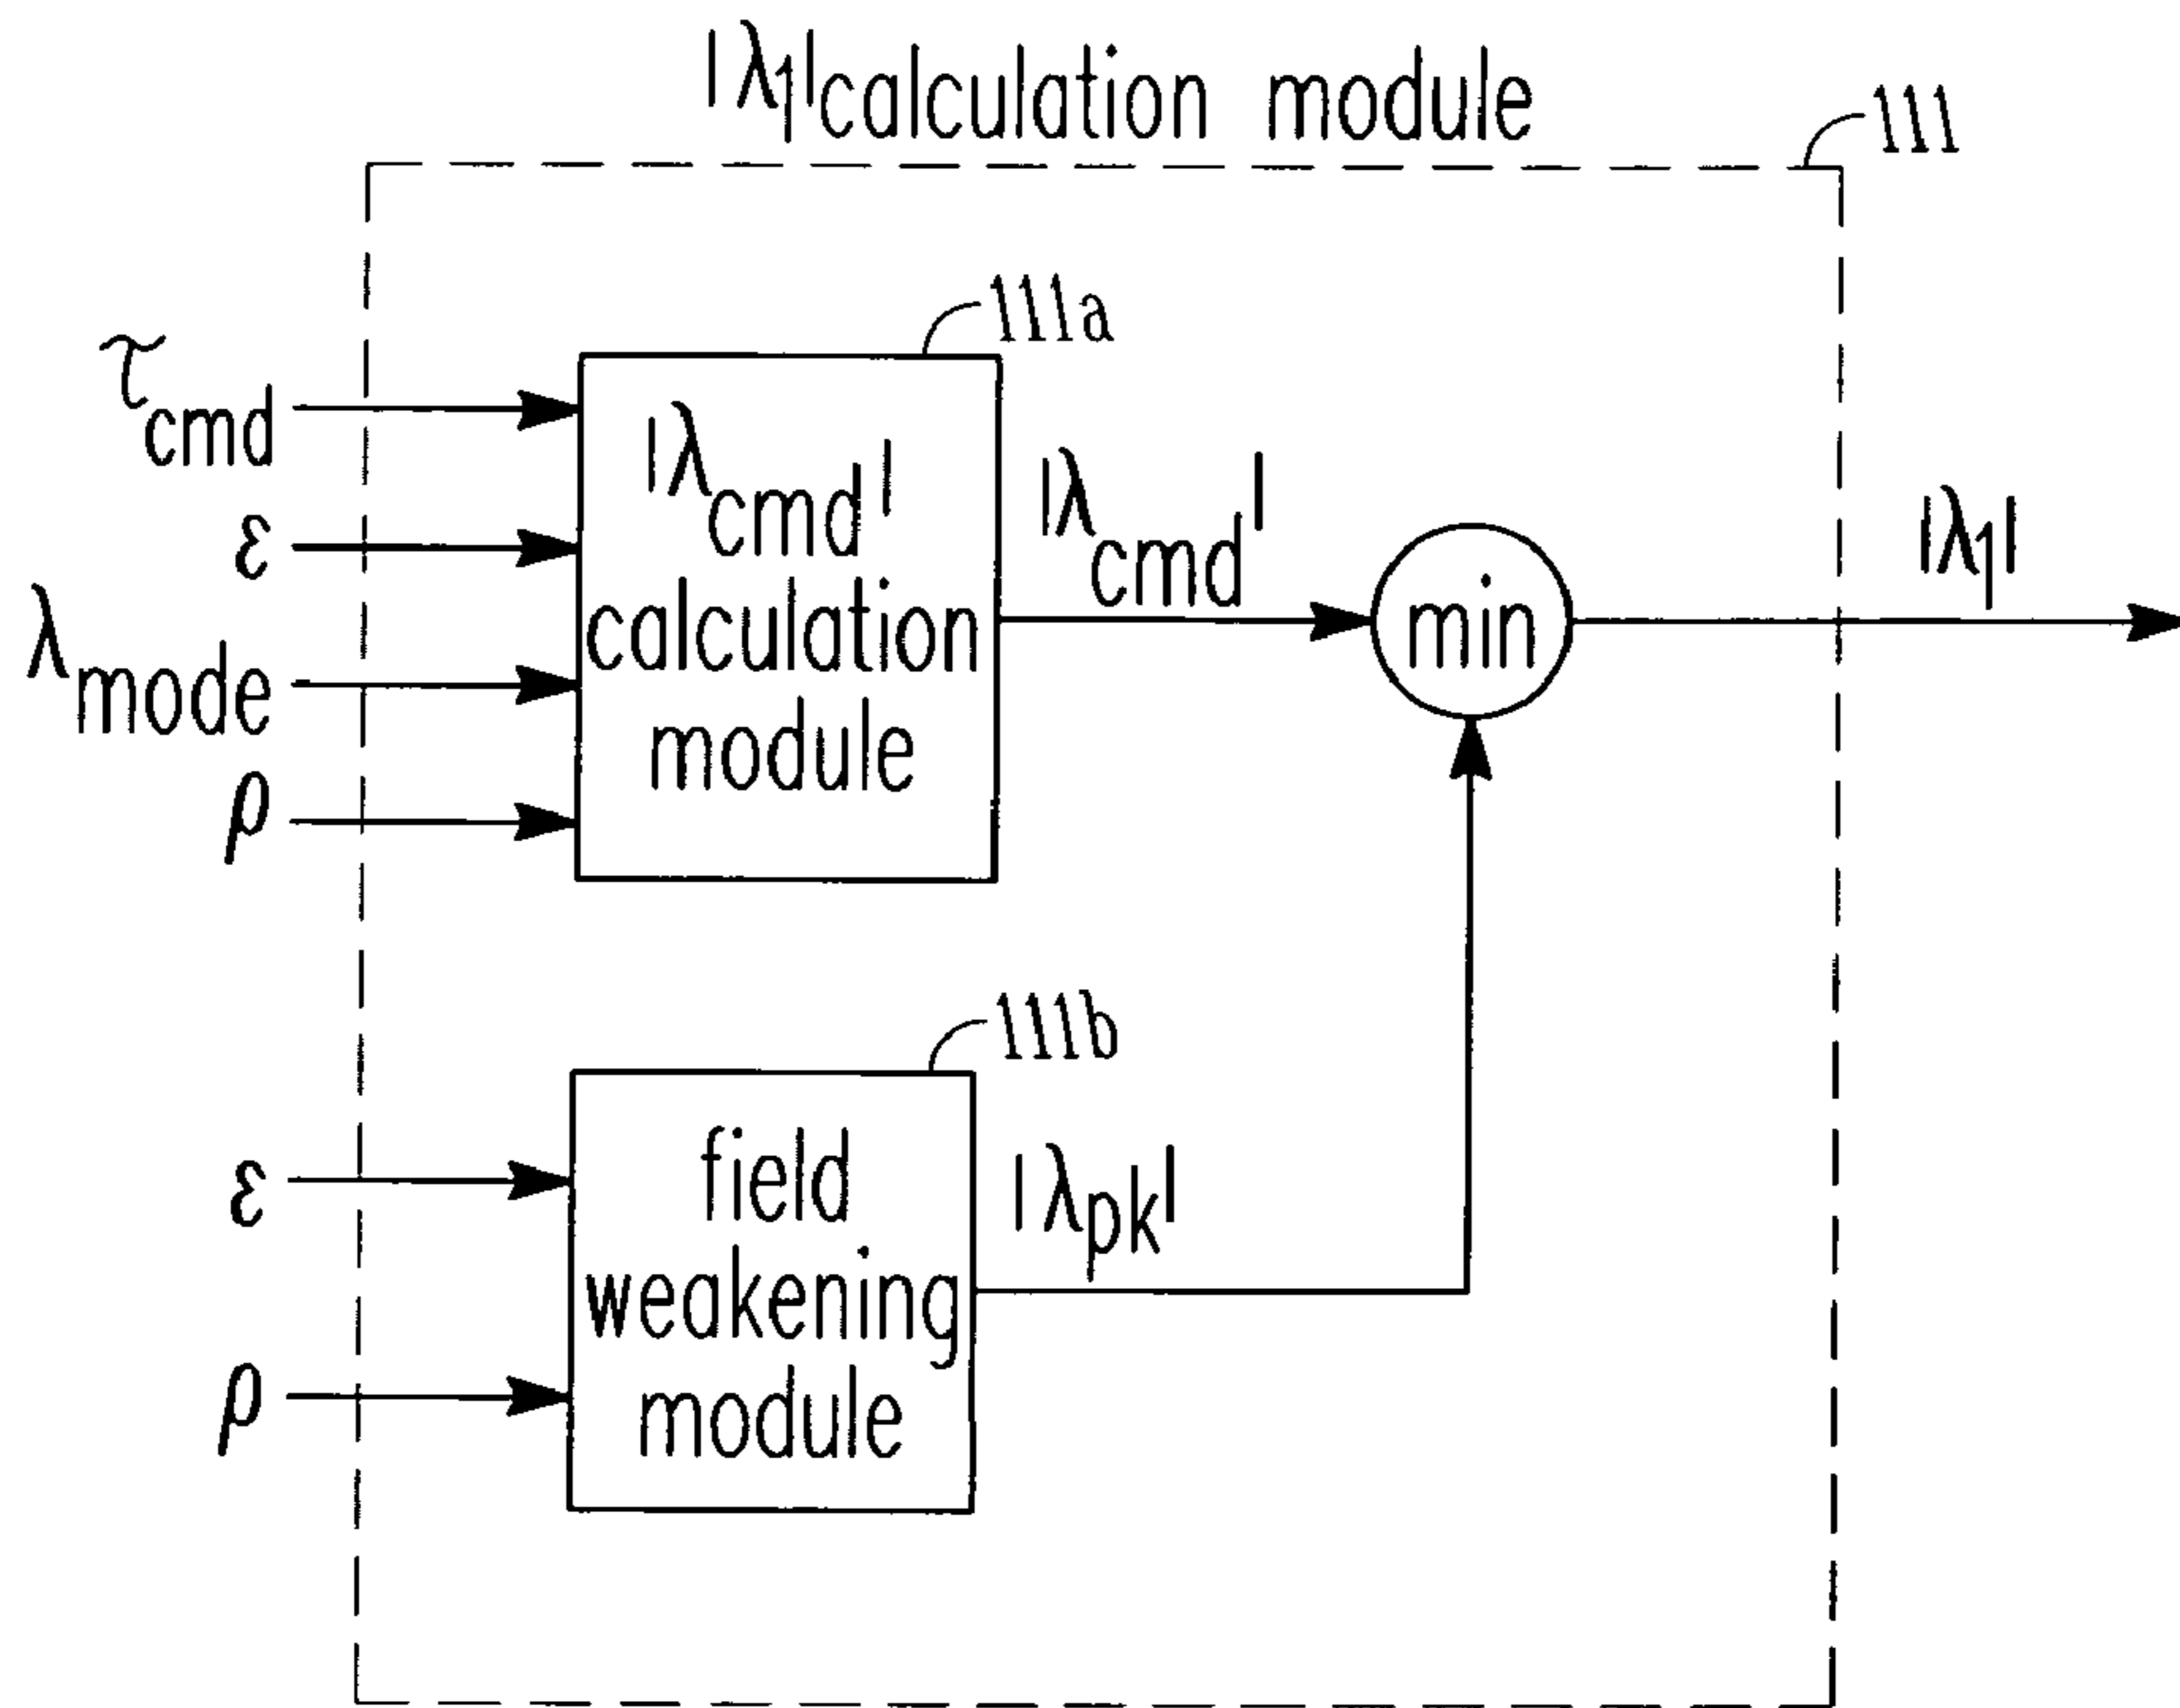 |λ1|calculation module
111
111a
τcmd
ε
λmode
ρ
|λcmd|
calculation
module
|λcmd|
min
|λ1|
111b
ε
ρ
field
weakening
module
|λpk|